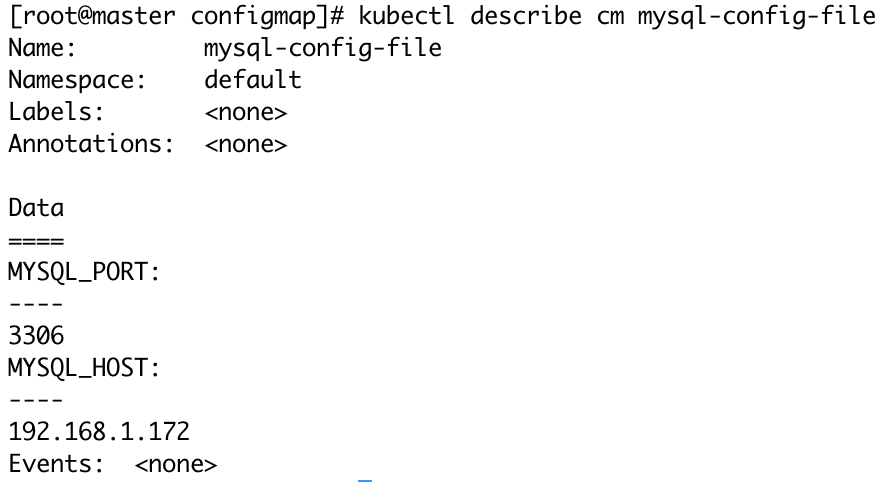 [root@master configmap]# kubectl describe cm mysql-config-file
Name:         mysql-config-file
Namespace:    default
Labels:       <none>
Annotations:  <none>

Data
====
MYSQL_PORT:
----
3306
MYSQL_HOST:
----
192.168.1.172
Events:  <none>